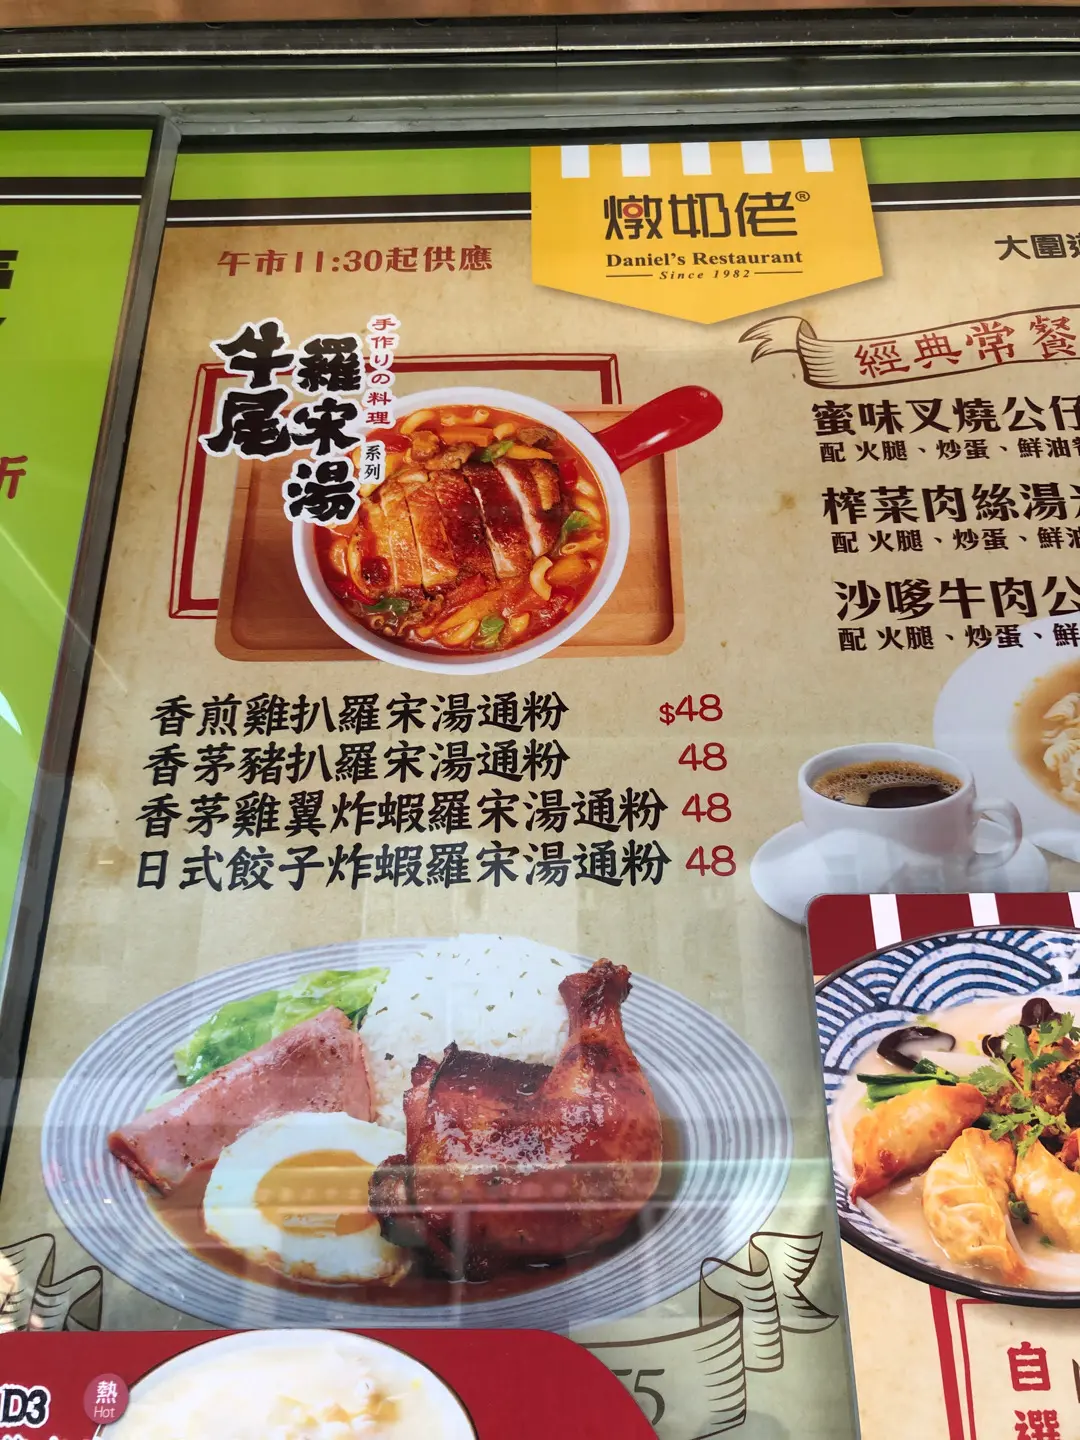 燉奶佬®
Daniel's Restaurant
Since 1982
午市11:30起供應
大圍
牛尾
羅宋湯
手作りの料理
系列
經典常餐
蜜味叉燒公仔
配 火腿、炒蛋、鮮油
榨菜肉絲湯
配 火腿、炒蛋、鮮油
沙嗲牛肉公
配 火腿、炒蛋、鮮
香煎雞扒羅宋湯通粉 $48
香茅豬扒羅宋湯通粉 48
香茅雞翼炸蝦羅宋湯通粉 48
日式餃子炸蝦羅宋湯通粉 48
折
D3
熱
Hot
5
自選